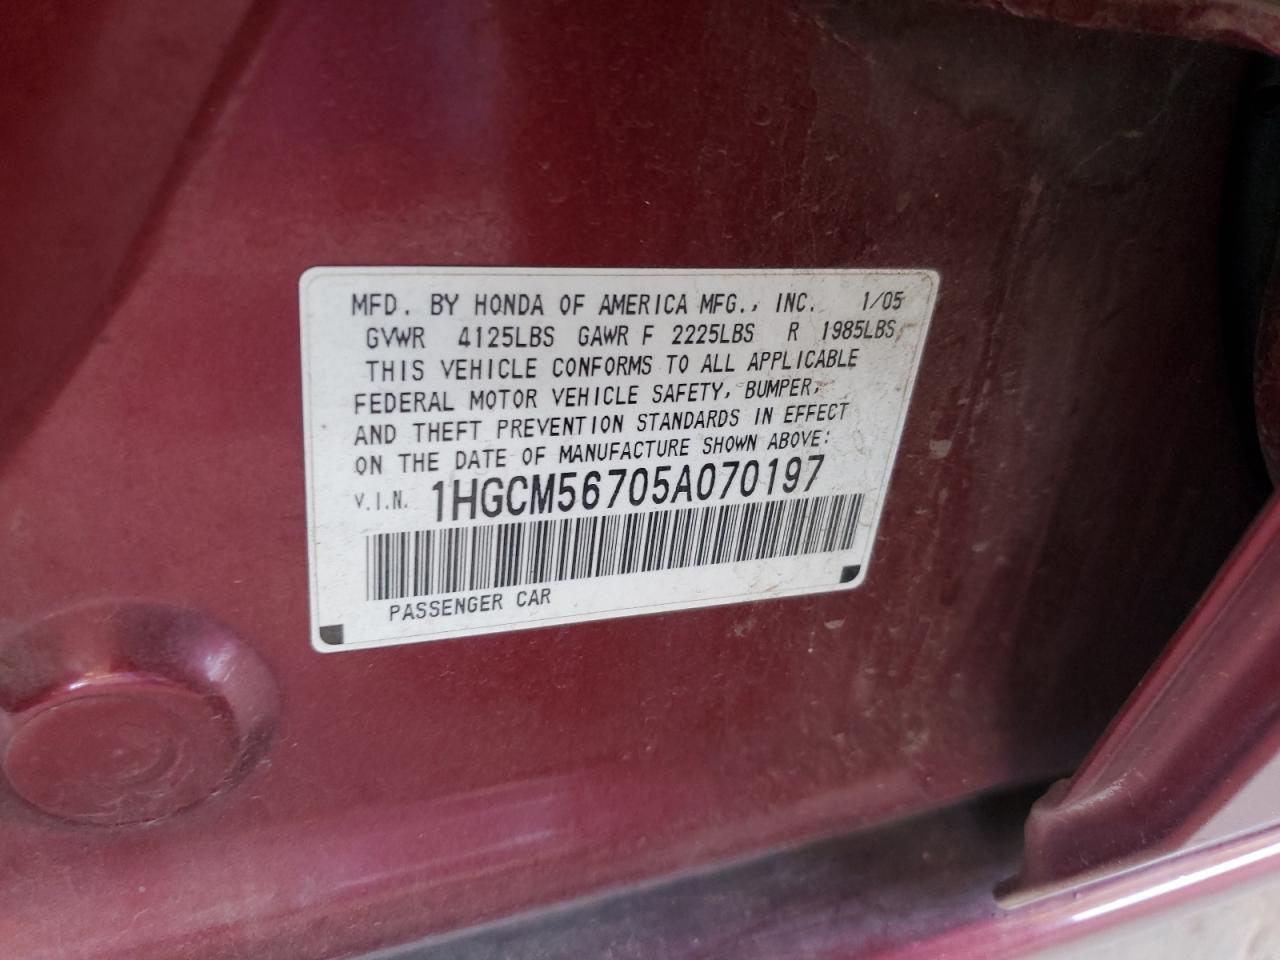 MFD. BY HONDA OF AMERICA MFG., INC. 1/05
GVWR 4125LBS GAWR F 2225LBS R 1985LBS
THIS VEHICLE CONFORMS TO ALL APPLICABLE
FEDERAL MOTOR VEHICLE SAFETY, BUMPER,
AND THEFT PREVENTION STANDARDS IN EFFECT
ON THE DATE OF MANUFACTURE SHOWN ABOVE:
V.I.N. 1HGCM56705A070197
PASSENGER CAR